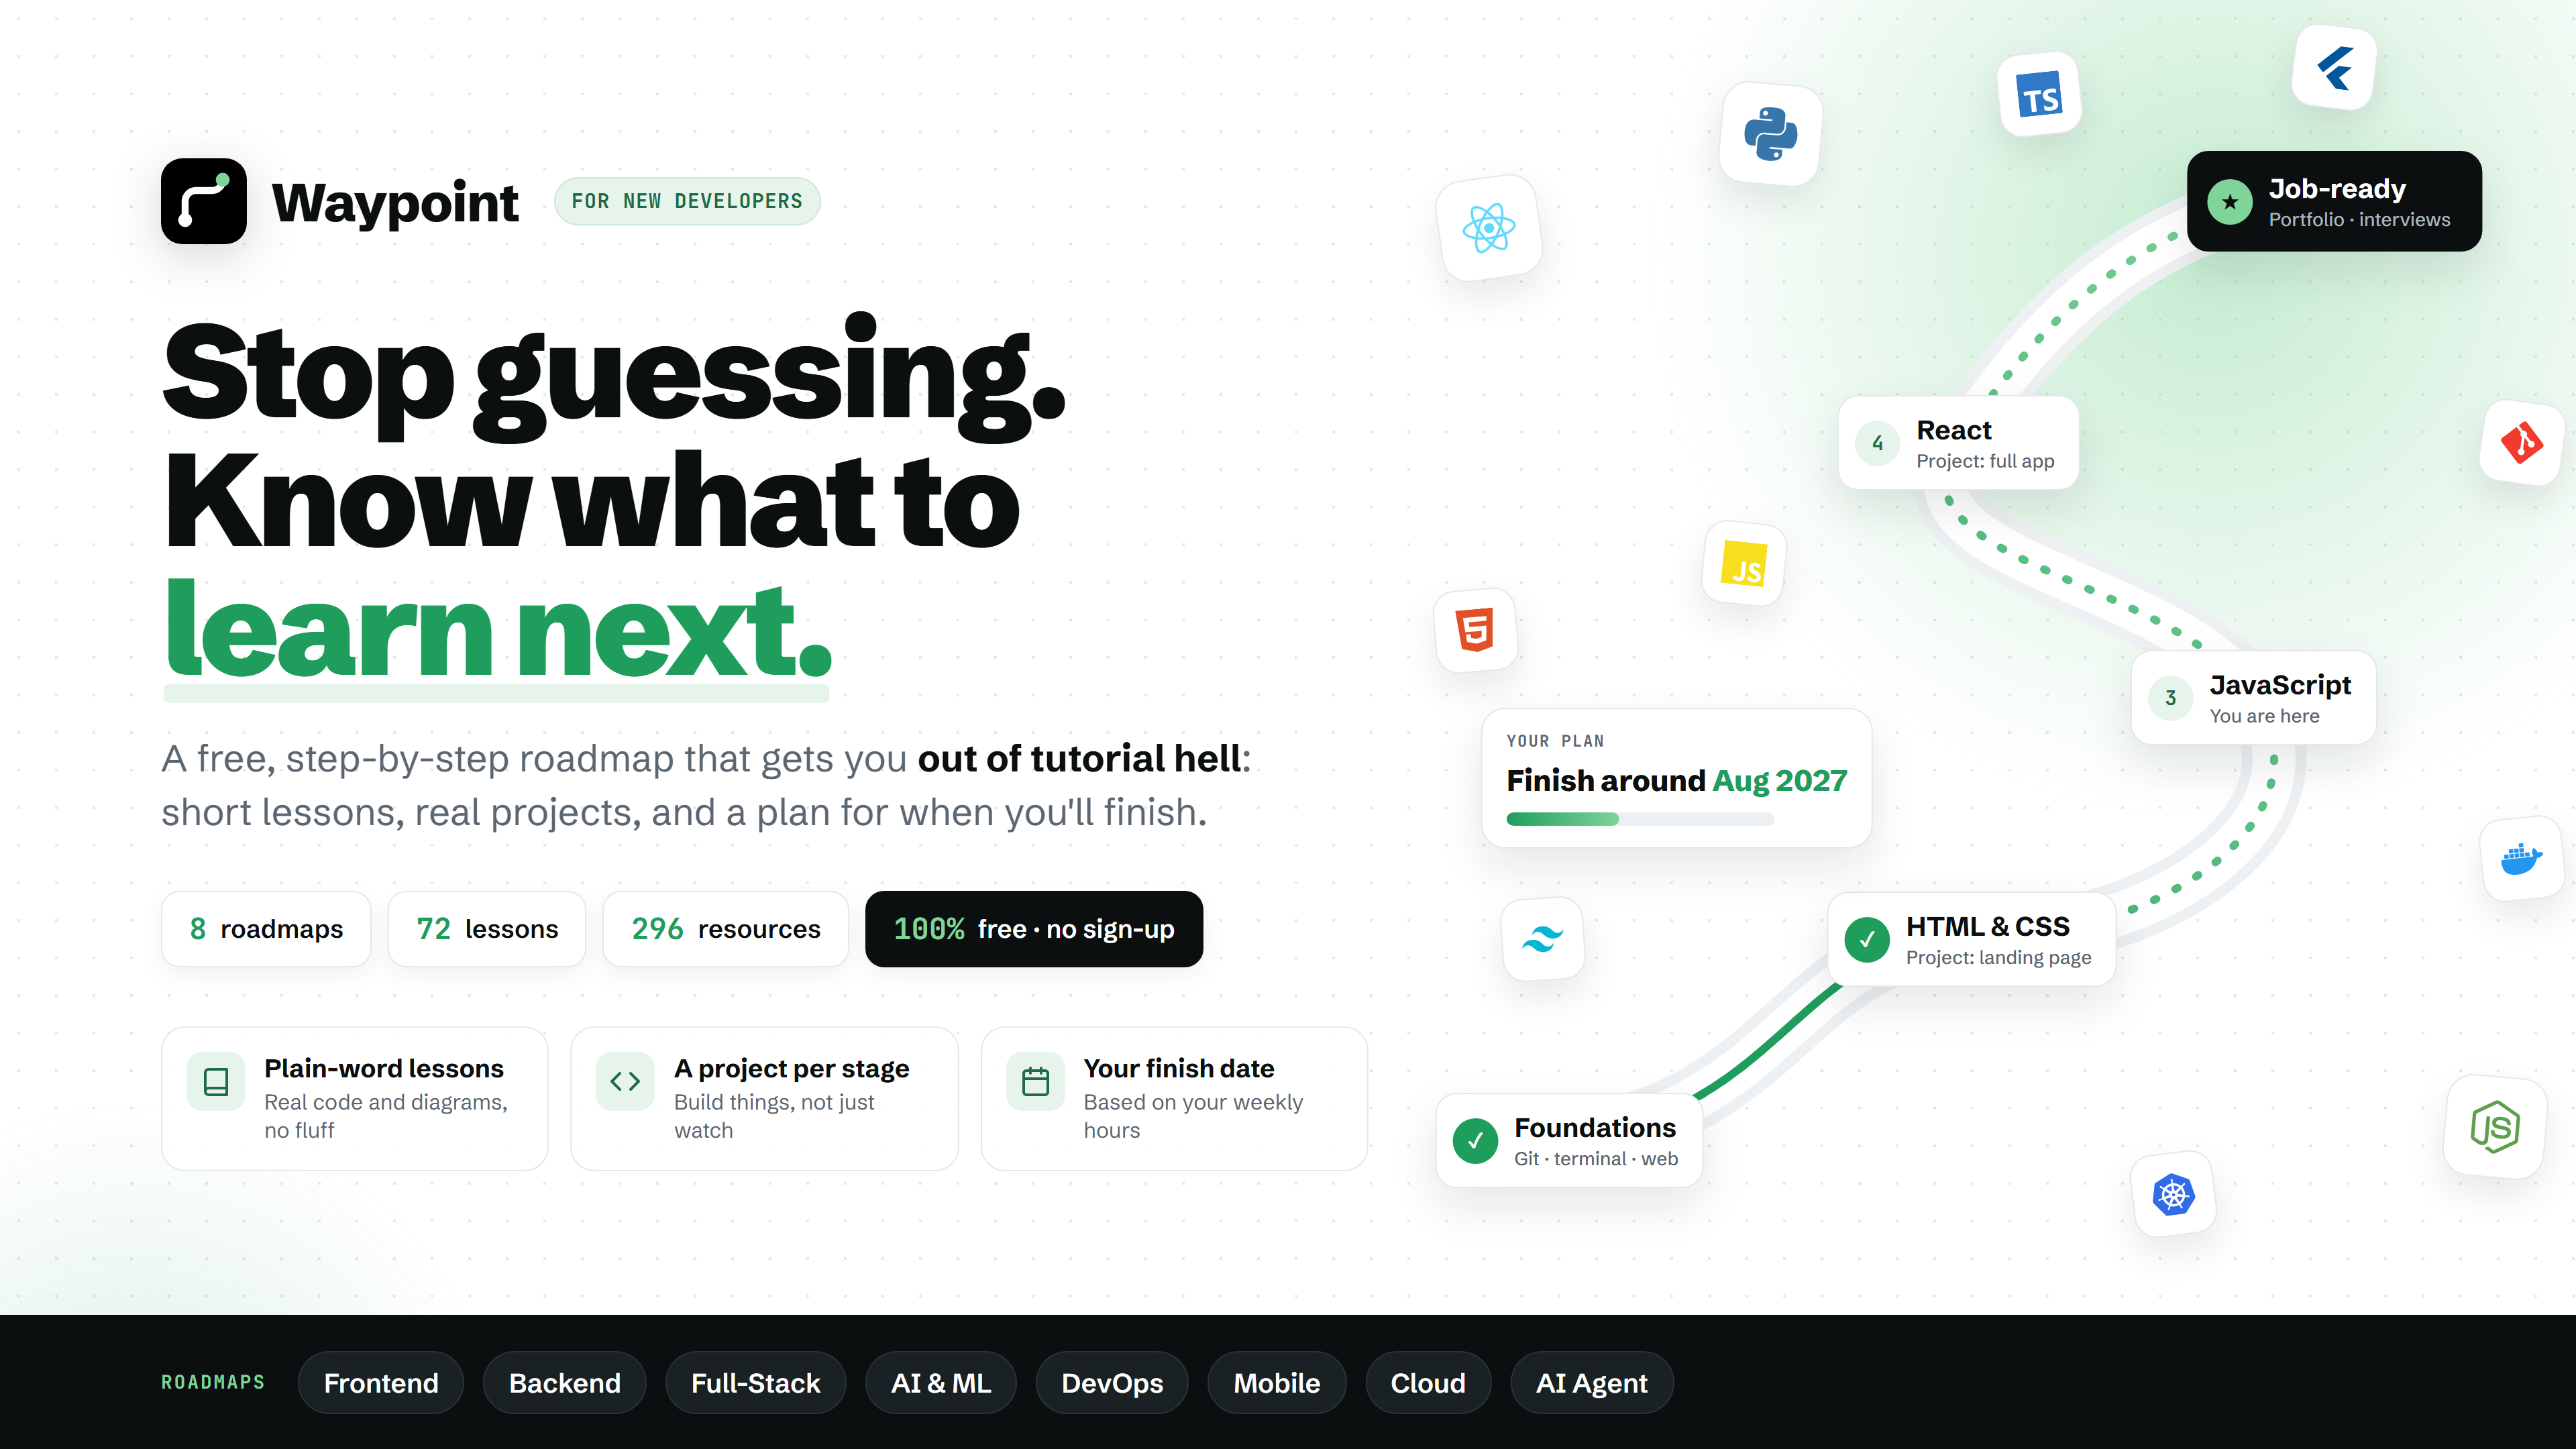 Waypoint
FOR NEW DEVELOPERS
Stop guessing.
Know what to
learn next.
A free, step-by-step roadmap that gets you out of tutorial hell:
short lessons, real projects, and a plan for when you'll finish.
8 roadmaps
72 lessons
296 resources
100% free · no sign-up
Plain-word lessons
Real code and diagrams,
no fluff
A project per stage
Build things, not just
watch
Your finish date
Based on your weekly
hours
TS
Job-ready
Portfolio · interviews
4
React
Project: full app
JS
5
3
JavaScript
You are here
YOUR PLAN
Finish around Aug 2027
HTML & CSS
Project: landing page
Foundations
Git · terminal · web
JS
ROADMAPS
Frontend
Backend
Full-Stack
AI & ML
DevOps
Mobile
Cloud
AI Agent